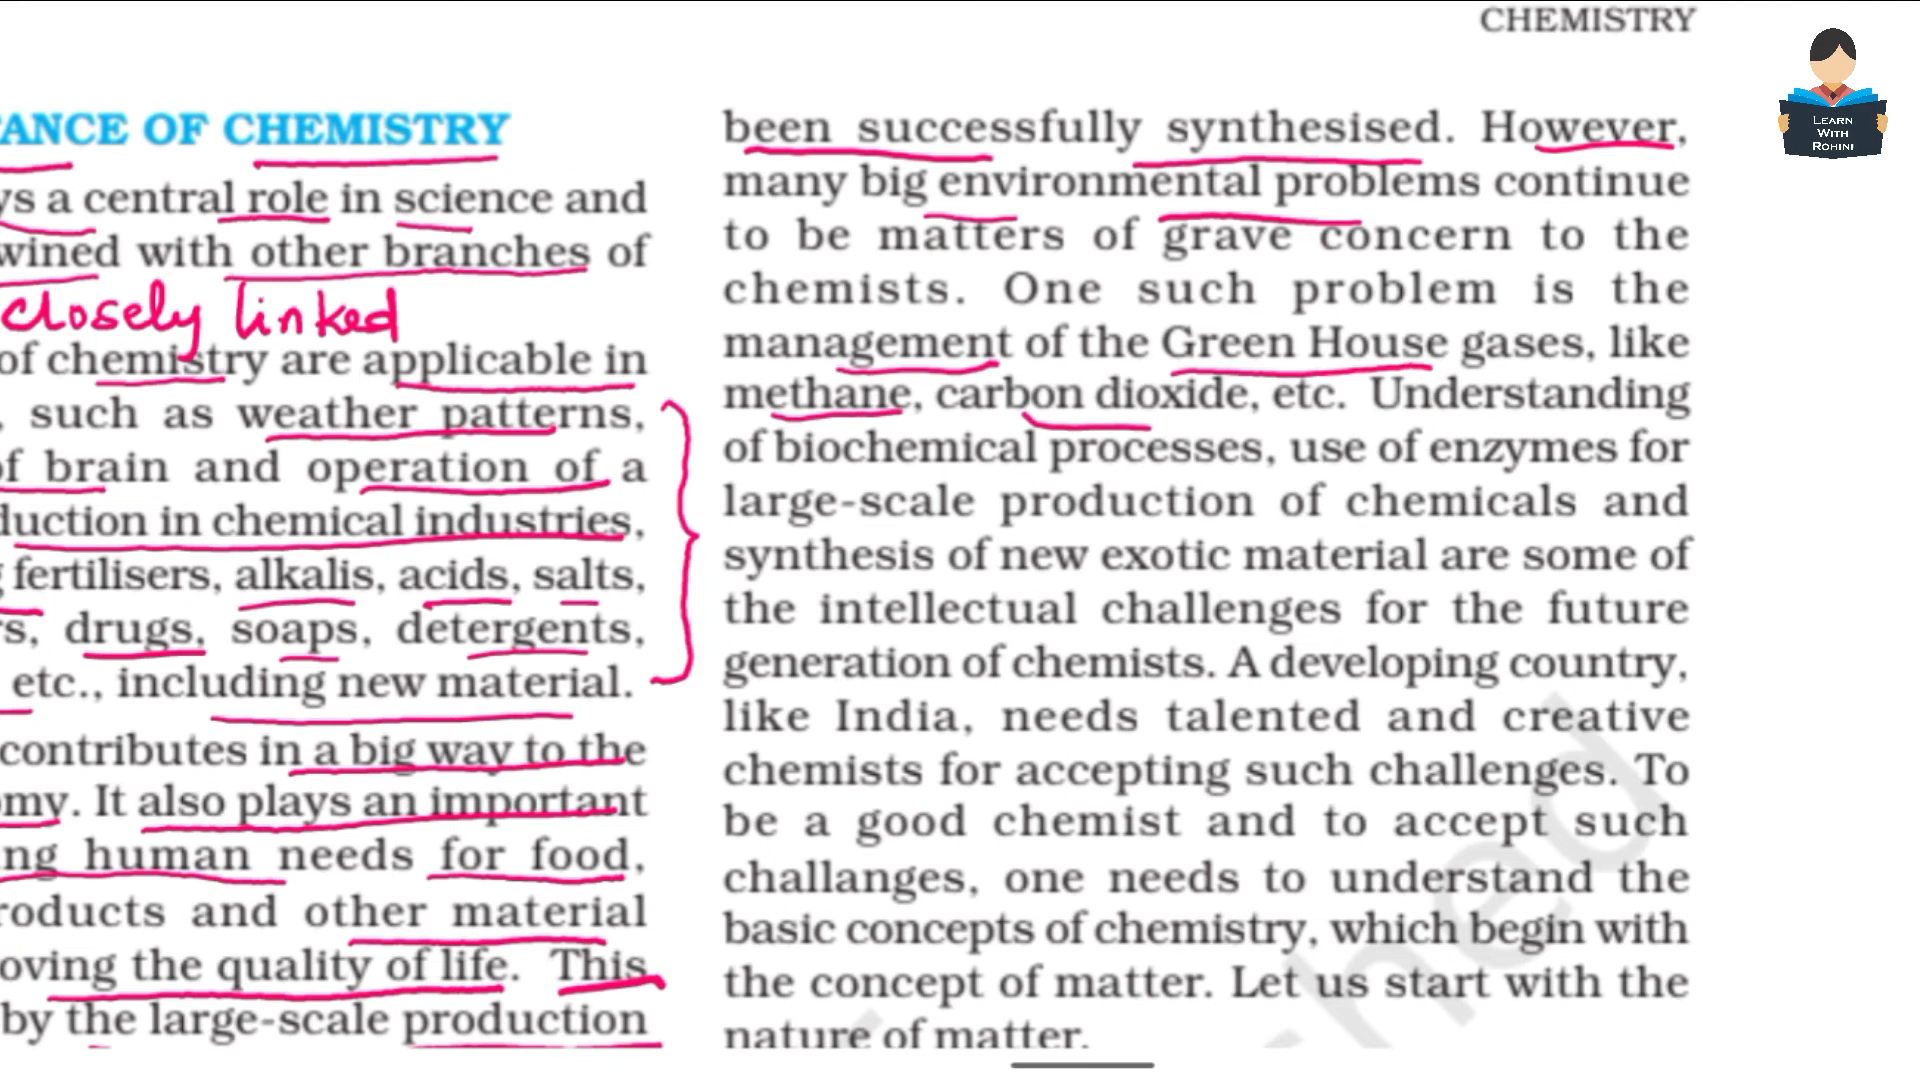 CHEMISTRY
LEARN
WITH
ROHINI
TANCE OF CHEMISTRY
ys a central role in science and
wined with other branches of
closely linked
of chemistry are applicable in
, such as weather patterns,
of brain and operation of a
duction in chemical industries,
g fertilisers, alkalis, acids, salts,
rs, drugs, soaps, detergents,
etc., including new material.
contributes in a big way to the
omy. It also plays an important
ing human needs for food,
roducts and other material
oving the quality of life. This
by the large-scale production
been successfully synthesised. However,
many big environmental problems continue
to be matters of grave concern to the
chemists. One such problem is the
management of the Green House gases, like
methane, carbon dioxide, etc. Understanding
of biochemical processes, use of enzymes for
large-scale production of chemicals and
synthesis of new exotic material are some of
the intellectual challenges for the future
generation of chemists. A developing country,
like India, needs talented and creative
chemists for accepting such challenges. To
be a good chemist and to accept such
challanges, one needs to understand the
basic concepts of chemistry, which begin with
the concept of matter. Let us start with the
nature of matter.